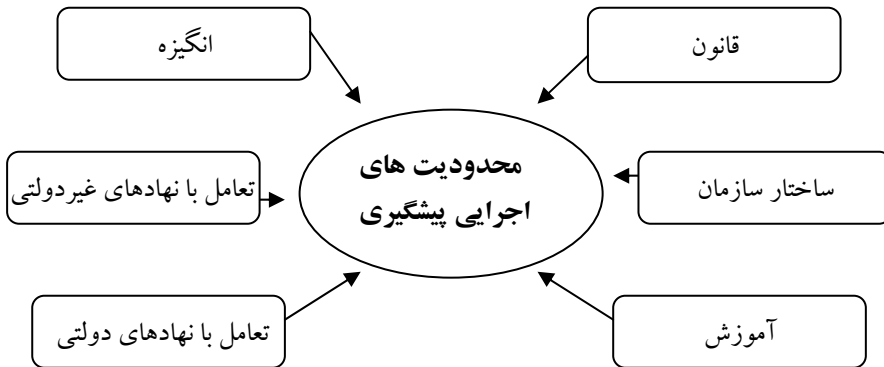 قانون
انگیزه
محدودیت های
اجرایی پیشگیری
ساختار سازمان
تعامل با نهادهای غیردولتی
آموزش
تعامل با نهادهای دولتی